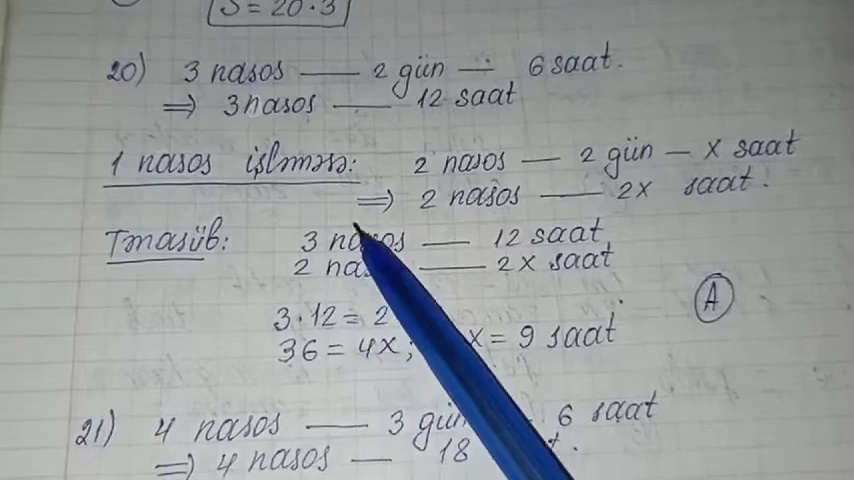 S = 20·3
20) 3 nasos — 2 gün — 6 saat.
⇒ 3 nasos — 12 saat
1 nasos işləməsə: 2 nasos — 2 gün — x saat
⇒ 2 nasos — 2x saat.
Tənasüb: 3 nasos — 12 saat
2 — 2x saat
A
3·12 = 2
36 = 4x; x = 9 saat
21) 4 nasos — 3 6 saat
⇒ 4 nasos — 18